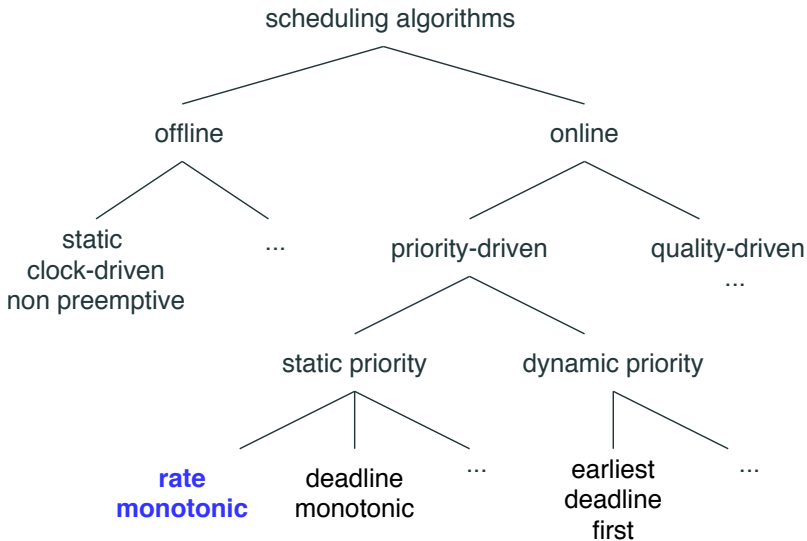 scheduling algorithms
offline
online
static
clock-driven
non preemptive
...
priority-driven
quality-driven
...
static priority
dynamic priority
rate
monotonic
deadline
monotonic
...
earliest
deadline
first
...